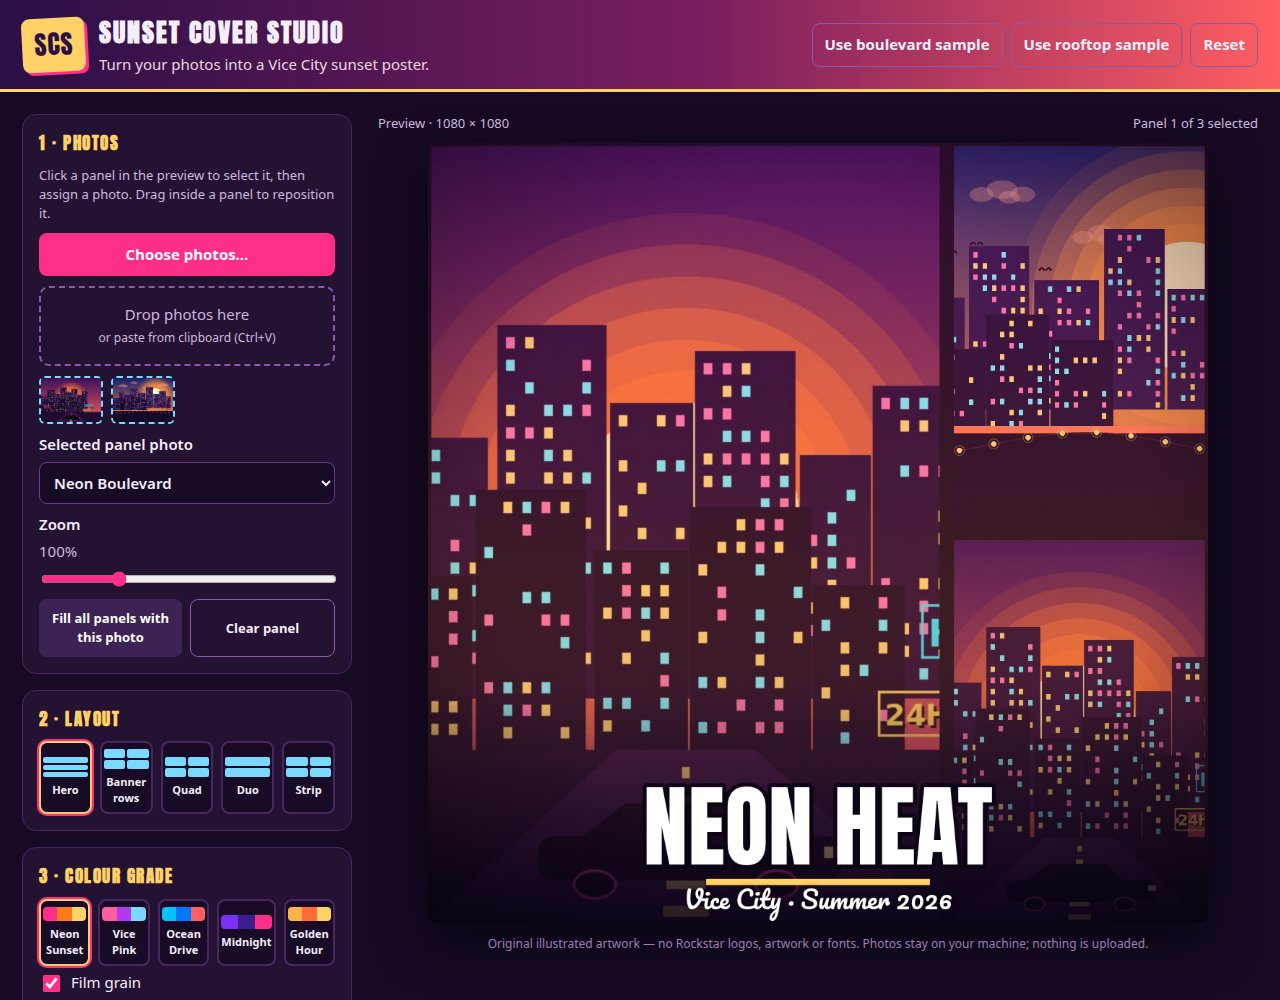 SCS
SUNSET COVER STUDIO
Turn your photos into a Vice City sunset poster.
Use boulevard sample
Use rooftop sample
Reset
1 · PHOTOS
Click a panel in the preview to select it, then
assign a photo. Drag inside a panel to reposition
it.
Choose photos...
Drop photos here
or paste from clipboard (Ctrl+V)
Selected panel photo
Neon Boulevard
Zoom
100%
Fill all panels with
this photo
Clear panel
2 · LAYOUT
Hero
Banner
rows
Quad
Duo
Strip
3 · COLOUR GRADE
Neon
Sunset
Vice
Pink
Ocean
Drive
Midnight
Golden
Hour
Film grain
Preview · 1080 × 1080
Panel 1 of 3 selected
24H
24H
NEON HEAT
Vice City · Summer 2026
Original illustrated artwork — no Rockstar logos, artwork or fonts. Photos stay on your machine; nothing is uploaded.